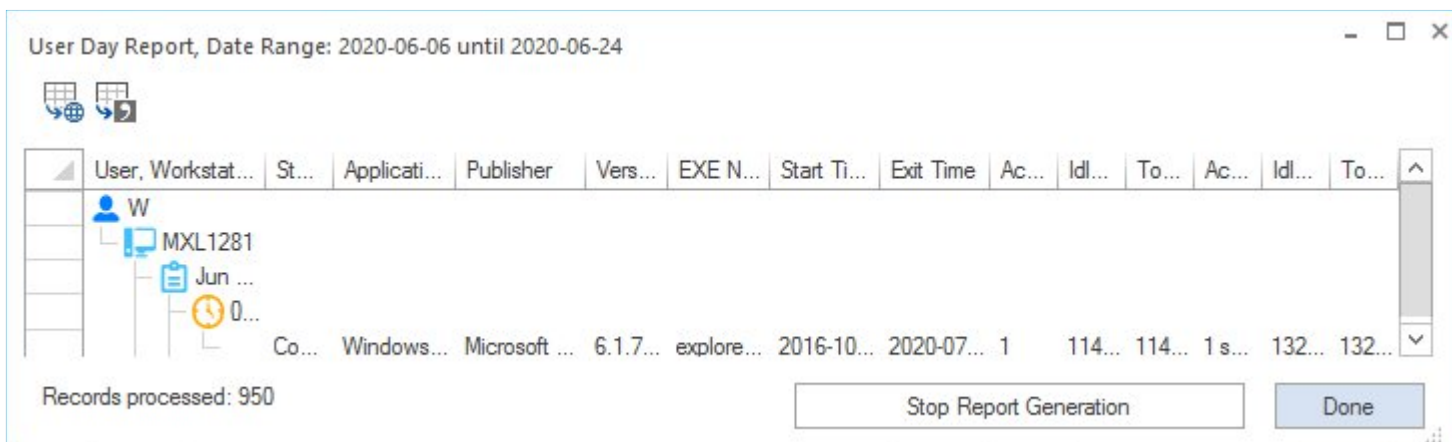 User Day Report, Date Range: 2020-06-06 until 2020-06-24
User, Workstat... St... Applicati... Publisher Vers... EXE N... Start Ti... Exit Time Ac... Idl... To... Ac... Idl... To...
W
MXL1281
Jun ...
0...
Co... Windows... Microsoft ... 6.1.7... explore... 2016-10... 2020-07... 1 114... 114... 1 s... 132... 132...
Records processed: 950
Stop Report Generation
Done